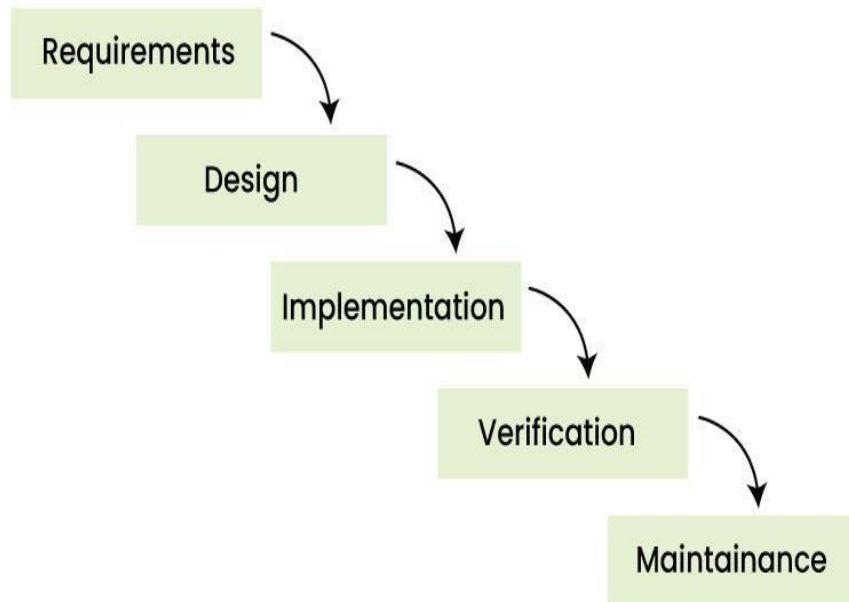 Requirements
Design
Implementation
Verification
Maintainance